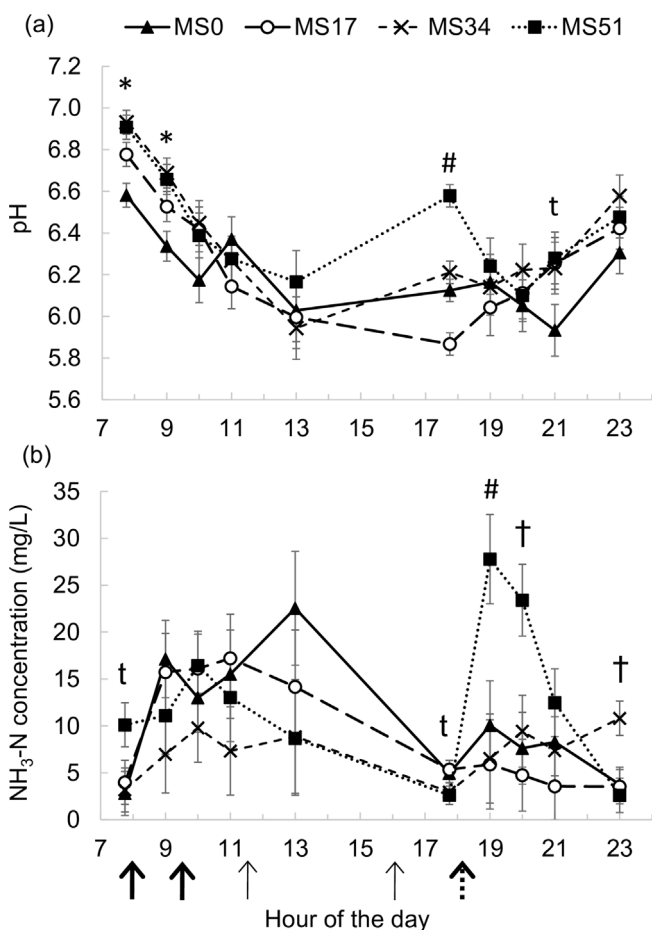 (a) MS0 MS17 MS34 MS51
7.2
7.0
6.8
6.6
6.4
6.2
6.0
5.8
5.6
pH
* * # t
7 9 11 13 15 17 19 21 23
(b)
35
30
25
20
15
10
5
0
NH₃-N concentration (mg/L)
t t # † †
7 9 11 13 15 17 19 21 23
Hour of the day